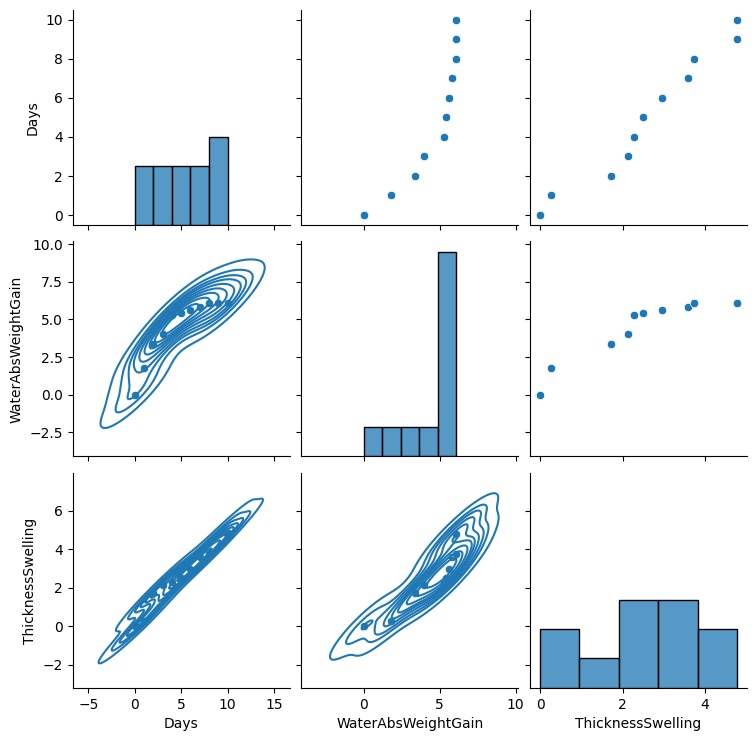 10
8
6
4
2
0
Days
10.0
7.5
5.0
2.5
0.0
−2.5
WaterAbsWeightGain
6
4
2
0
−2
ThicknessSwelling
−5 0 5 10 15
0 5 10
0 2 4
Days WaterAbsWeightGain ThicknessSwelling